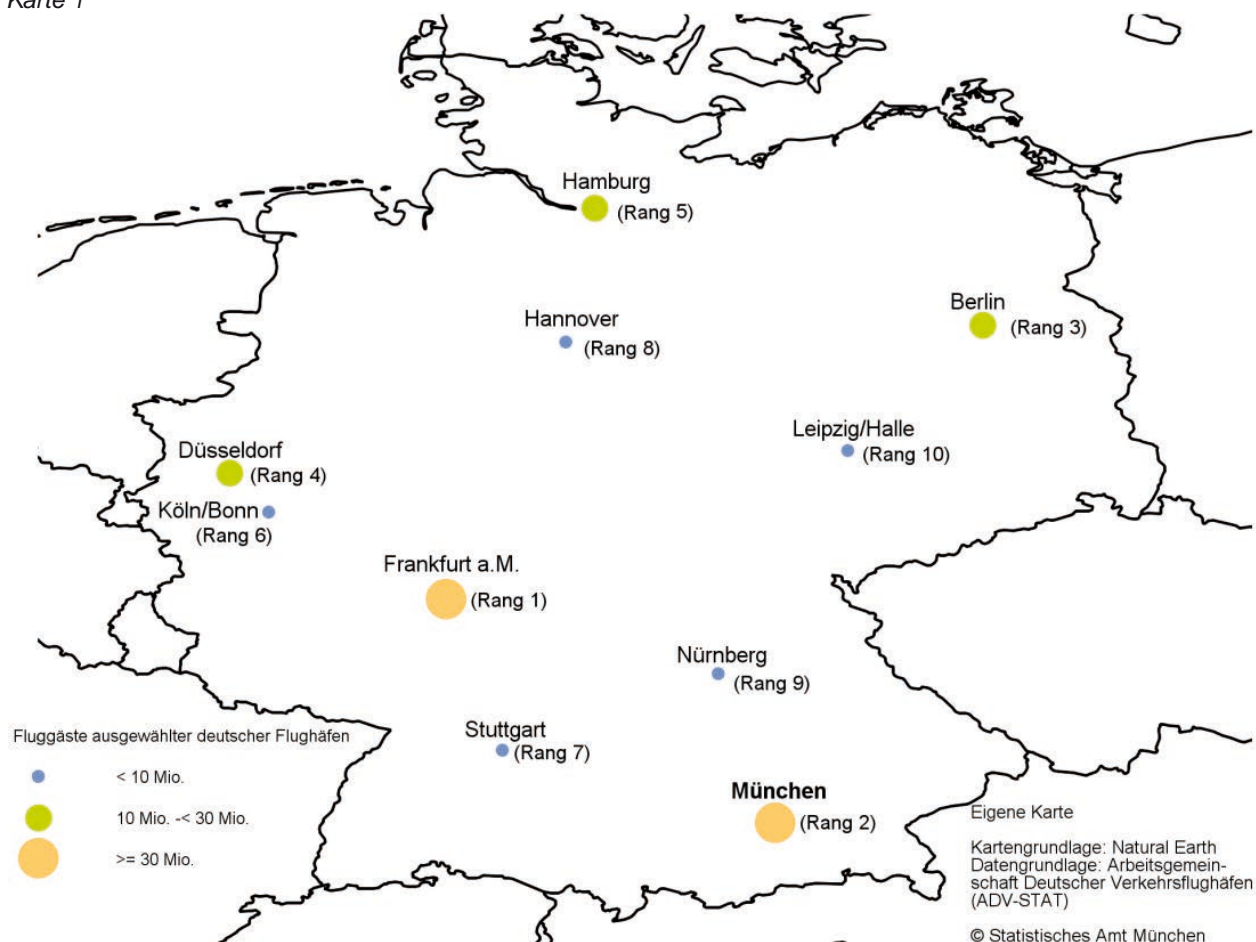 Karte 1
Hamburg
(Rang 5)
Berlin
(Rang 3)
Hannover
(Rang 8)
Leipzig/Halle
(Rang 10)
Düsseldorf
(Rang 4)
Köln/Bonn
(Rang 6)
Frankfurt a.M.
(Rang 1)
Nürnberg
(Rang 9)
Stuttgart
(Rang 7)
München
(Rang 2)
Fluggäste ausgewählter deutscher Flughäfen
< 10 Mio.
10 Mio. -< 30 Mio.
>= 30 Mio.
Eigene Karte
Kartengrundlage: Natural Earth
Datengrundlage: Arbeitsgemein-
schaft Deutscher Verkehrsflughäfen
(ADV-STAT)
© Statistisches Amt München